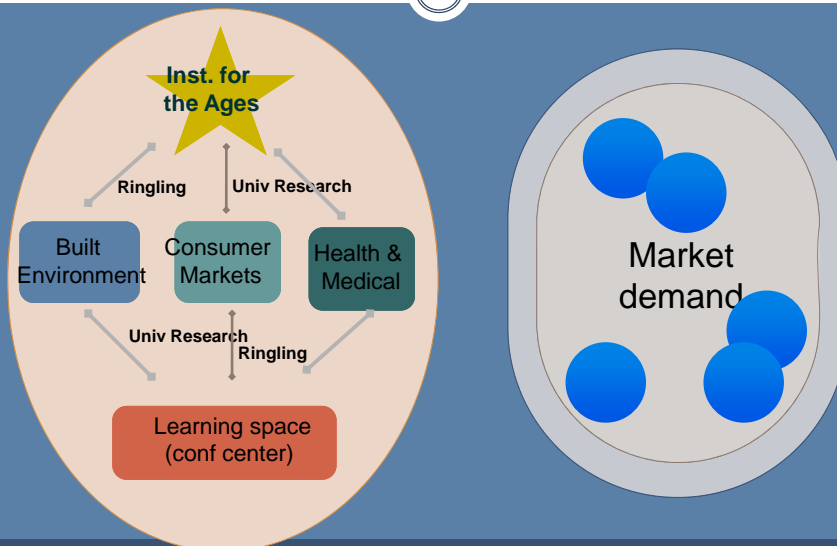 Inst. for
the Ages
Ringling
Univ Research
Built
Environment
Consumer
Markets
Health &
Medical
Univ Research
Ringling
Learning space
(conf center)
Market
demand